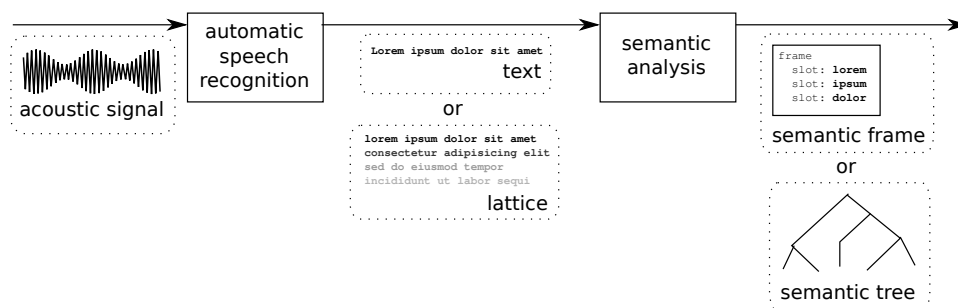 automatic
speech
recognition
acoustic signal
Lorem ipsum dolor sit amet
text
or
lorem ipsum dolor sit amet
consectetur adipisicing elit
sed do eiusmod tempor
incididunt ut labor sequi
lattice
semantic
analysis
frame
slot: lorem
slot: ipsum
slot: dolor
semantic frame
or
semantic tree